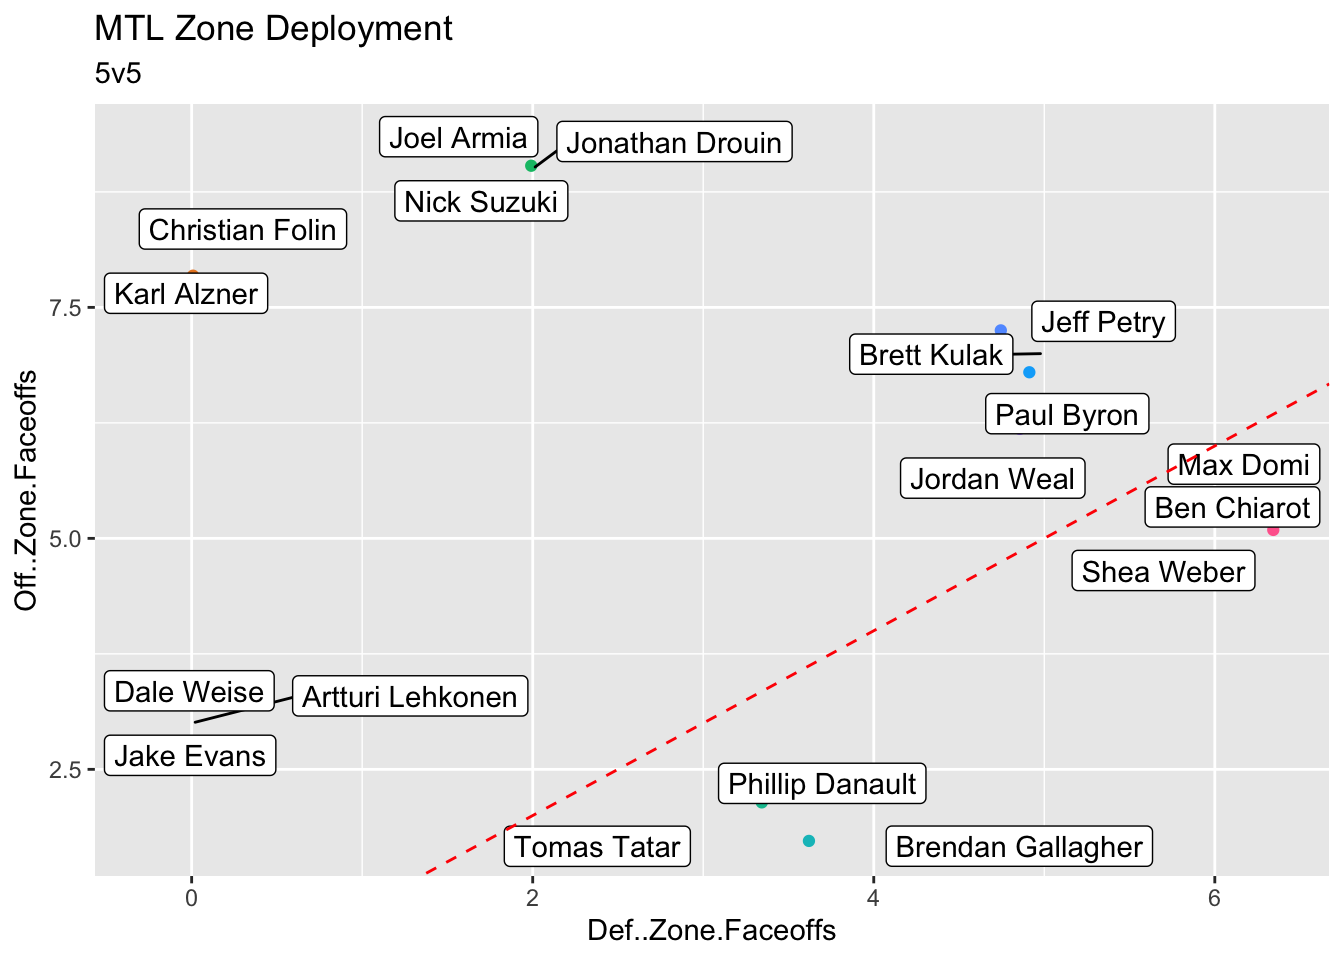 MTL Zone Deployment
5v5
Joel Armia
Jonathan Drouin
Nick Suzuki
Christian Folin
Karl Alzner
Jeff Petry
Brett Kulak
Paul Byron
Max Domi
Jordan Weal
Ben Chiarot
Shea Weber
Dale Weise
Artturi Lehkonen
Jake Evans
Phillip Danault
Tomas Tatar
Brendan Gallagher
7.5
5.0
2.5
Off..Zone.Faceoffs
0
2
4
6
Def..Zone.Faceoffs